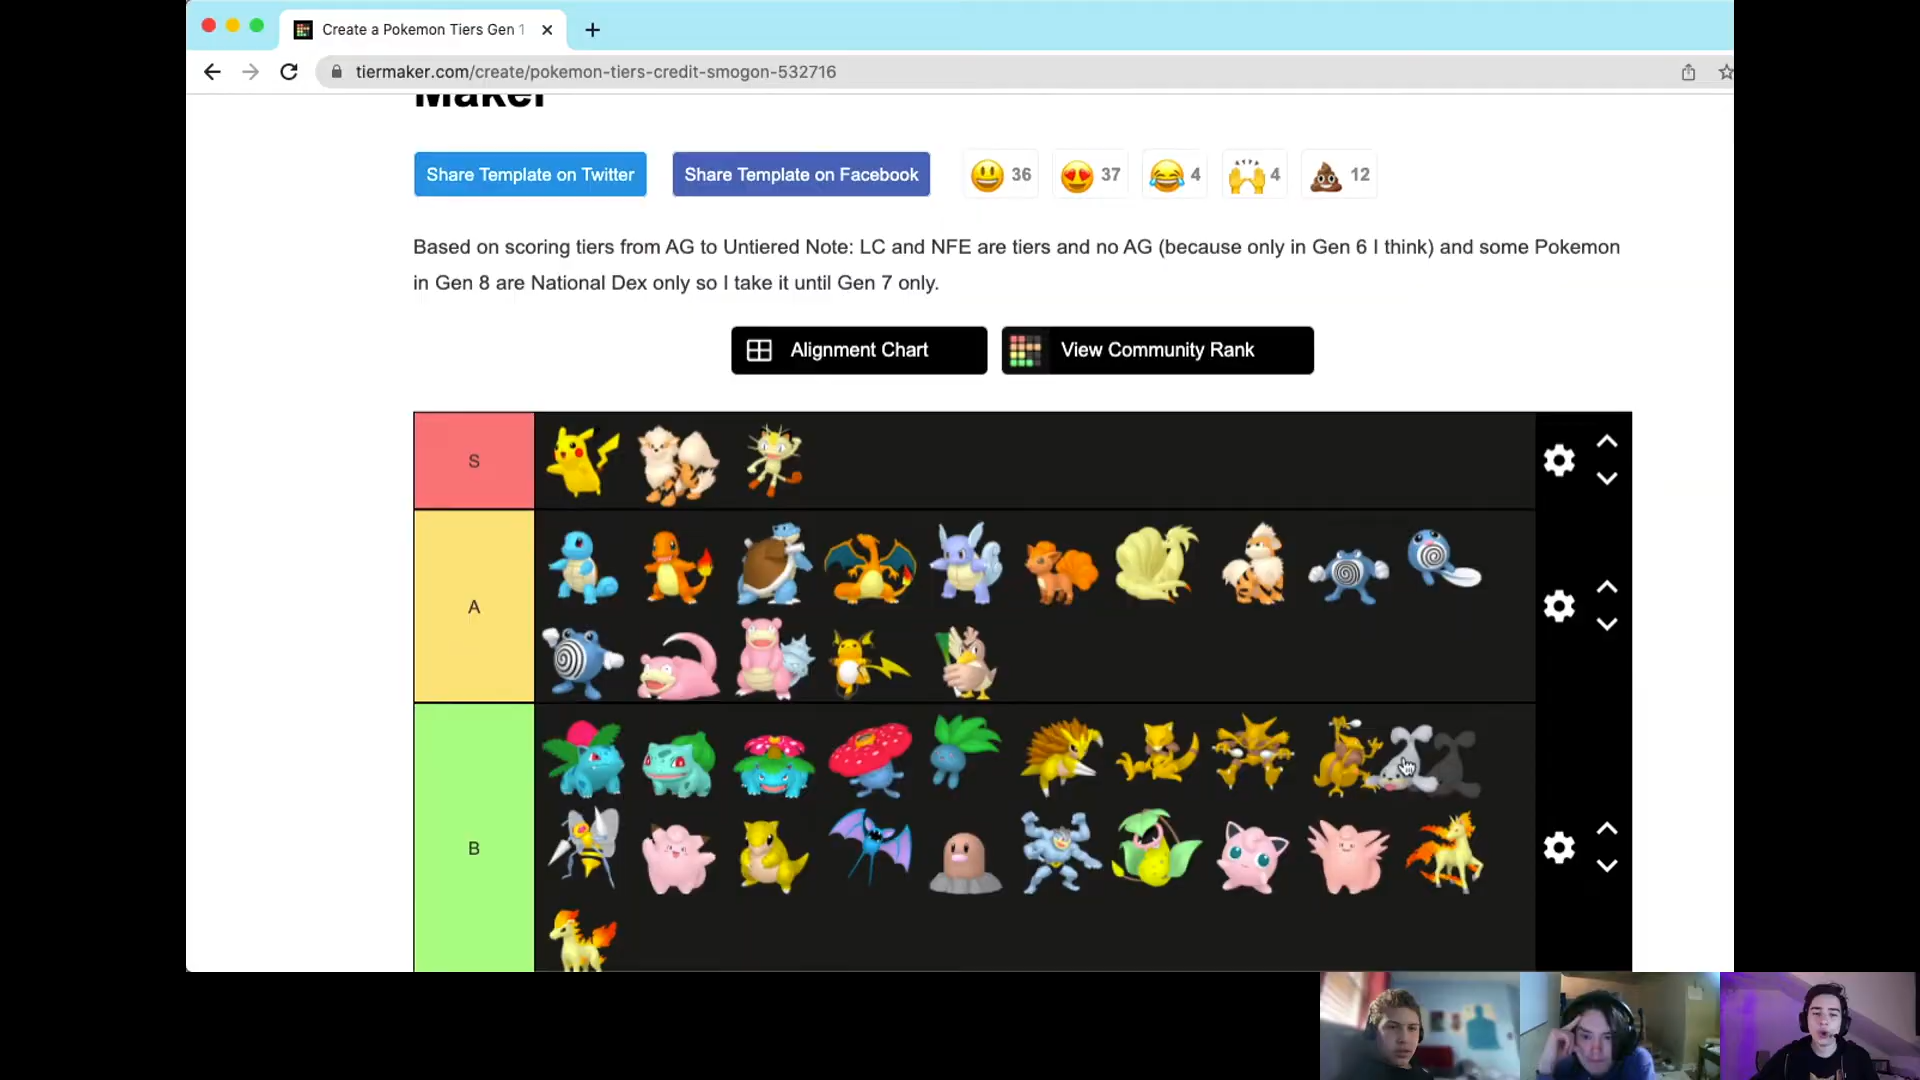 Create a Pokemon Tiers Gen 1
tiermaker.com/create/pokemon-tiers-credit-smogon-532716
Maker
Share Template on Twitter
Share Template on Facebook
36
37
4
4
12
Based on scoring tiers from AG to Untiered Note: LC and NFE are tiers and no AG (because only in Gen 6 I think) and some Pokemon
in Gen 8 are National Dex only so I take it until Gen 7 only.
Alignment Chart
View Community Rank
S
A
B